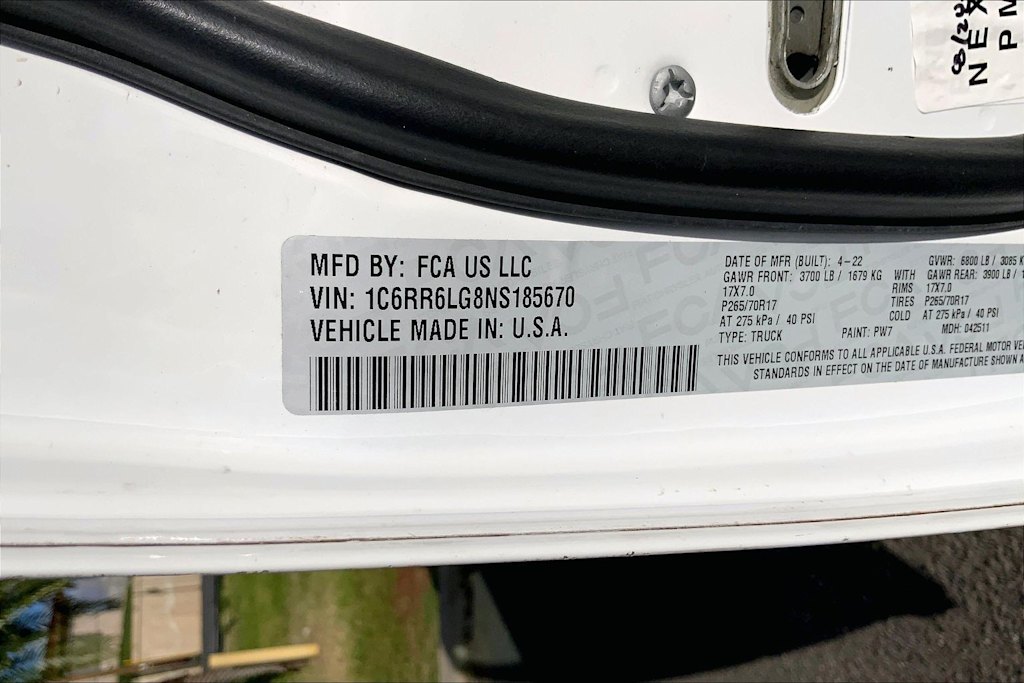 MFD BY: FCA US LLC
VIN: 1C6RR6LG8NS185670
VEHICLE MADE IN: U.S.A.
DATE OF MFR (BUILT): 4-22 GVWR: 6800 LB / 3085
GAWR FRONT: 3700 LB / 1679 KG WITH GAWR REAR: 3900 LB /
17X7.0 RIMS 17X7.0
P265/70R17 TIRES P265/70R17
AT 275 kPa / 40 PSI COLD AT 275 kPa / 40 PSI
TYPE: TRUCK PAINT: PW7 MDH: 042511
THIS VEHICLE CONFORMS TO ALL APPLICABLE U.S.A. FEDERAL MOTOR
STANDARDS IN EFFECT ON THE DATE OF MANUFACTURE SHOWN